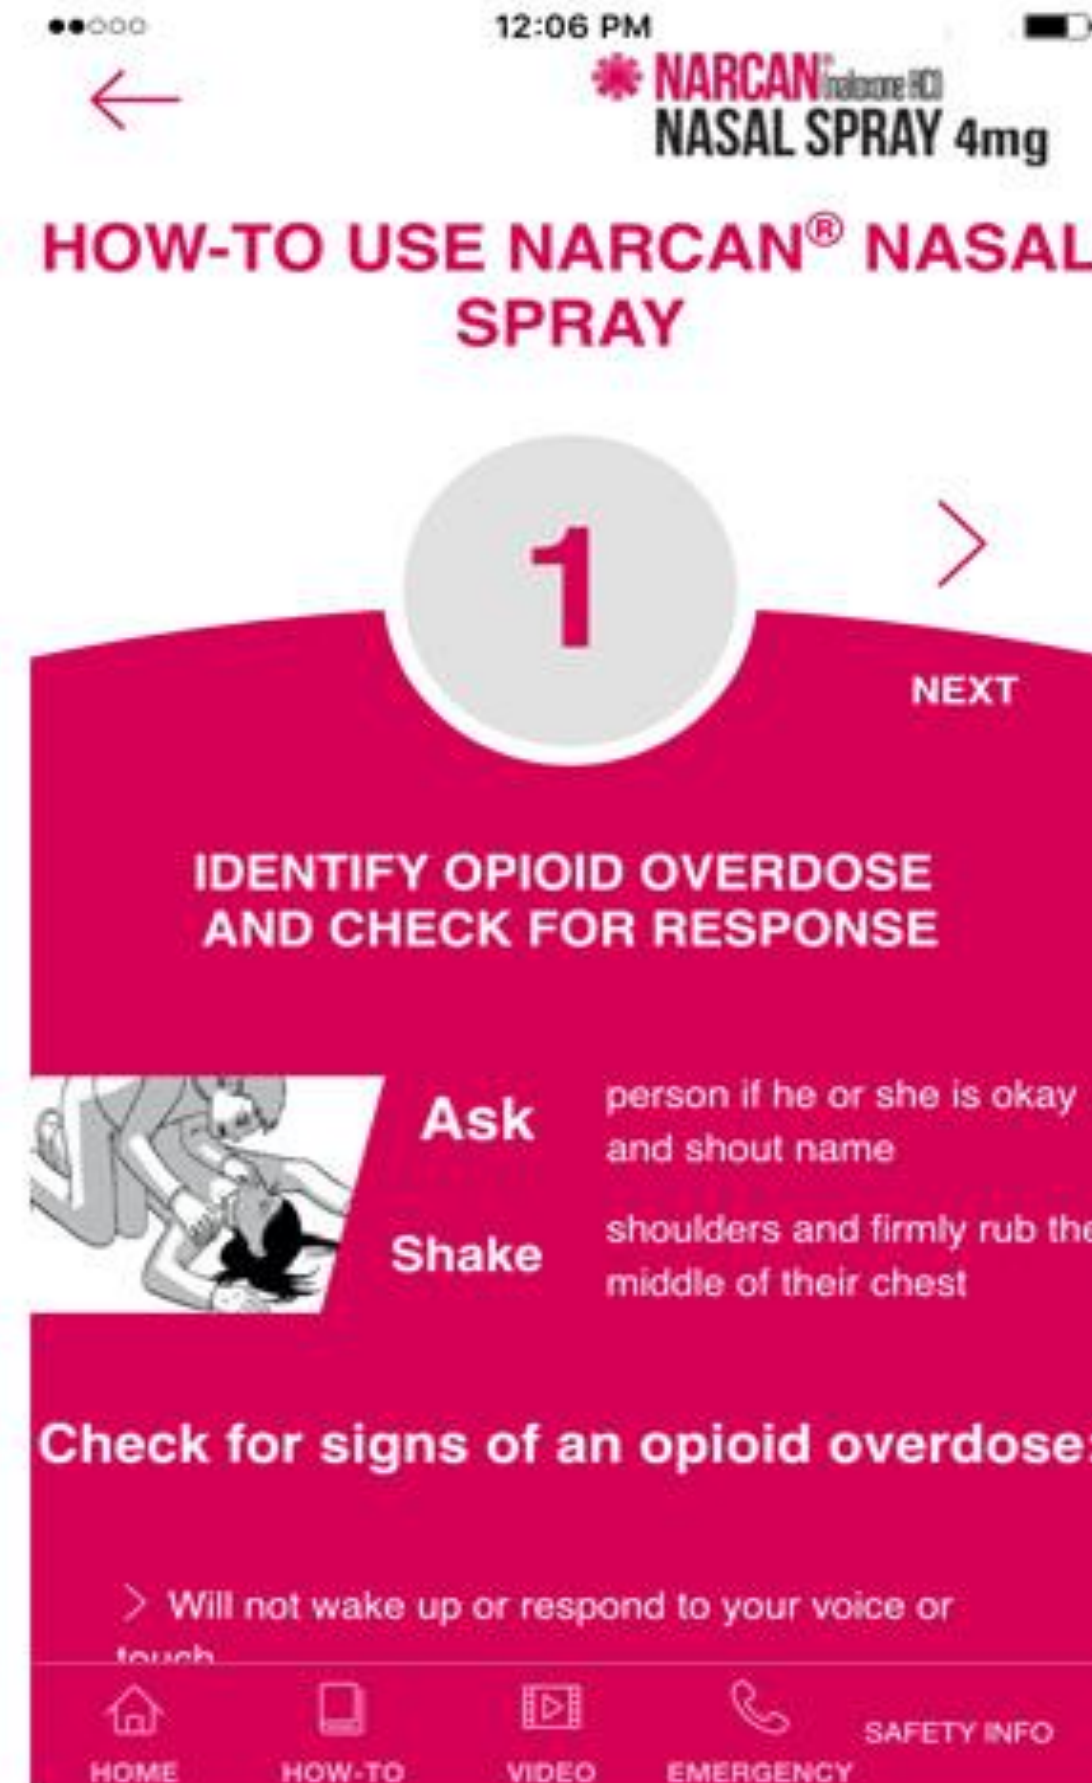 12:06 PM
NARCAN® (naloxone HCl)
NASAL SPRAY 4mg
HOW-TO USE NARCAN® NASAL
SPRAY
1
NEXT
IDENTIFY OPIOID OVERDOSE
AND CHECK FOR RESPONSE
Ask
person if he or she is okay
and shout name
Shake
shoulders and firmly rub the
middle of their chest
Check for signs of an opioid overdose:
> Will not wake up or respond to your voice or
touch
HOME HOW-TO VIDEO EMERGENCY SAFETY INFO